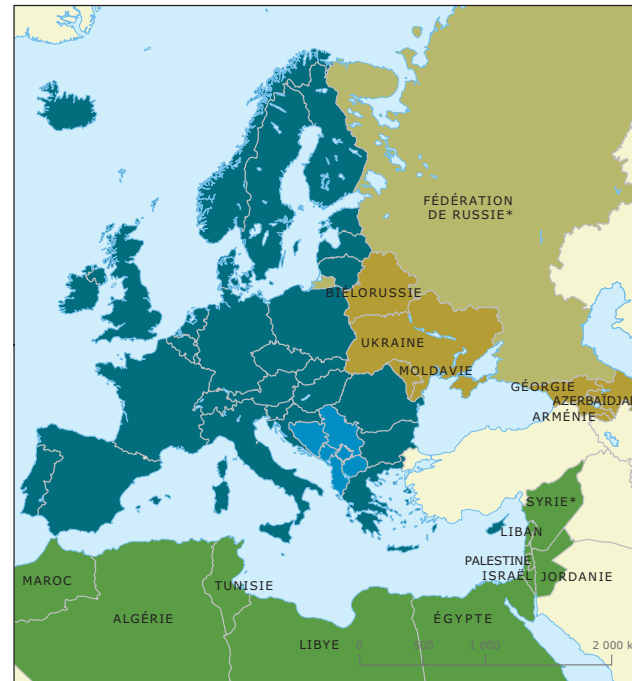 FÉDÉRATION
DE RUSSIE*
BIÉLORUSSIE
UKRAINE
MOLDAVIE
GÉORGIE
AZERBAÏDJAN
ARMÉNIE
SYRIE*
LIBAN
PALESTINE
ISRAËL
JORDANIE
MAROC
TUNISIE
ALGÉRIE
LIBYE
ÉGYPTE
0 500 1 000 2 000 k